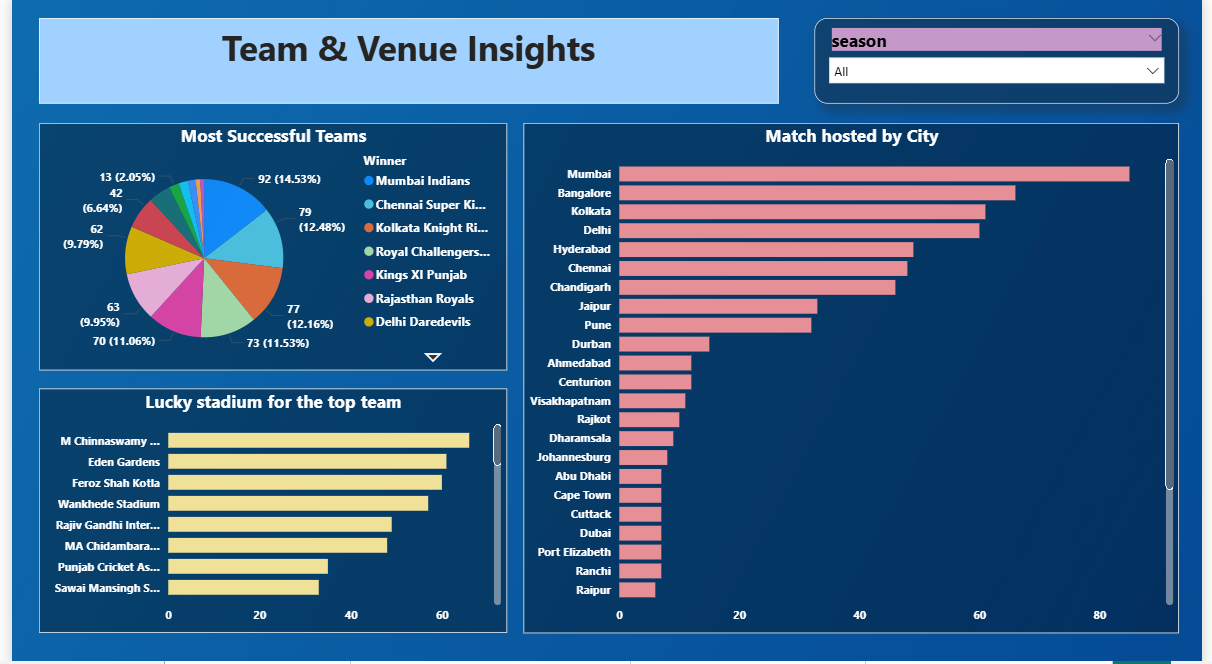 Team & Venue Insights
season
All
Most Successful Teams
Winner
Mumbai Indians
Chennai Super Ki...
Kolkata Knight Ri...
Royal Challengers...
Kings XI Punjab
Rajasthan Royals
Delhi Daredevils
92 (14.53%)
79
(12.48%)
77
(12.16%)
73 (11.53%)
70 (11.06%)
63
(9.95%)
62
(9.79%)
42
(6.64%)
13 (2.05%)
Lucky stadium for the top team
M Chinnaswamy ...
Eden Gardens
Feroz Shah Kotla
Wankhede Stadium
Rajiv Gandhi Inter...
MA Chidambara...
Punjab Cricket As...
Sawai Mansingh S...
0 20 40 60
Match hosted by City
Mumbai
Bangalore
Kolkata
Delhi
Hyderabad
Chennai
Chandigarh
Jaipur
Pune
Durban
Ahmedabad
Centurion
Visakhapatnam
Rajkot
Dharamsala
Johannesburg
Abu Dhabi
Cape Town
Cuttack
Dubai
Port Elizabeth
Ranchi
Raipur
0 20 40 60 80